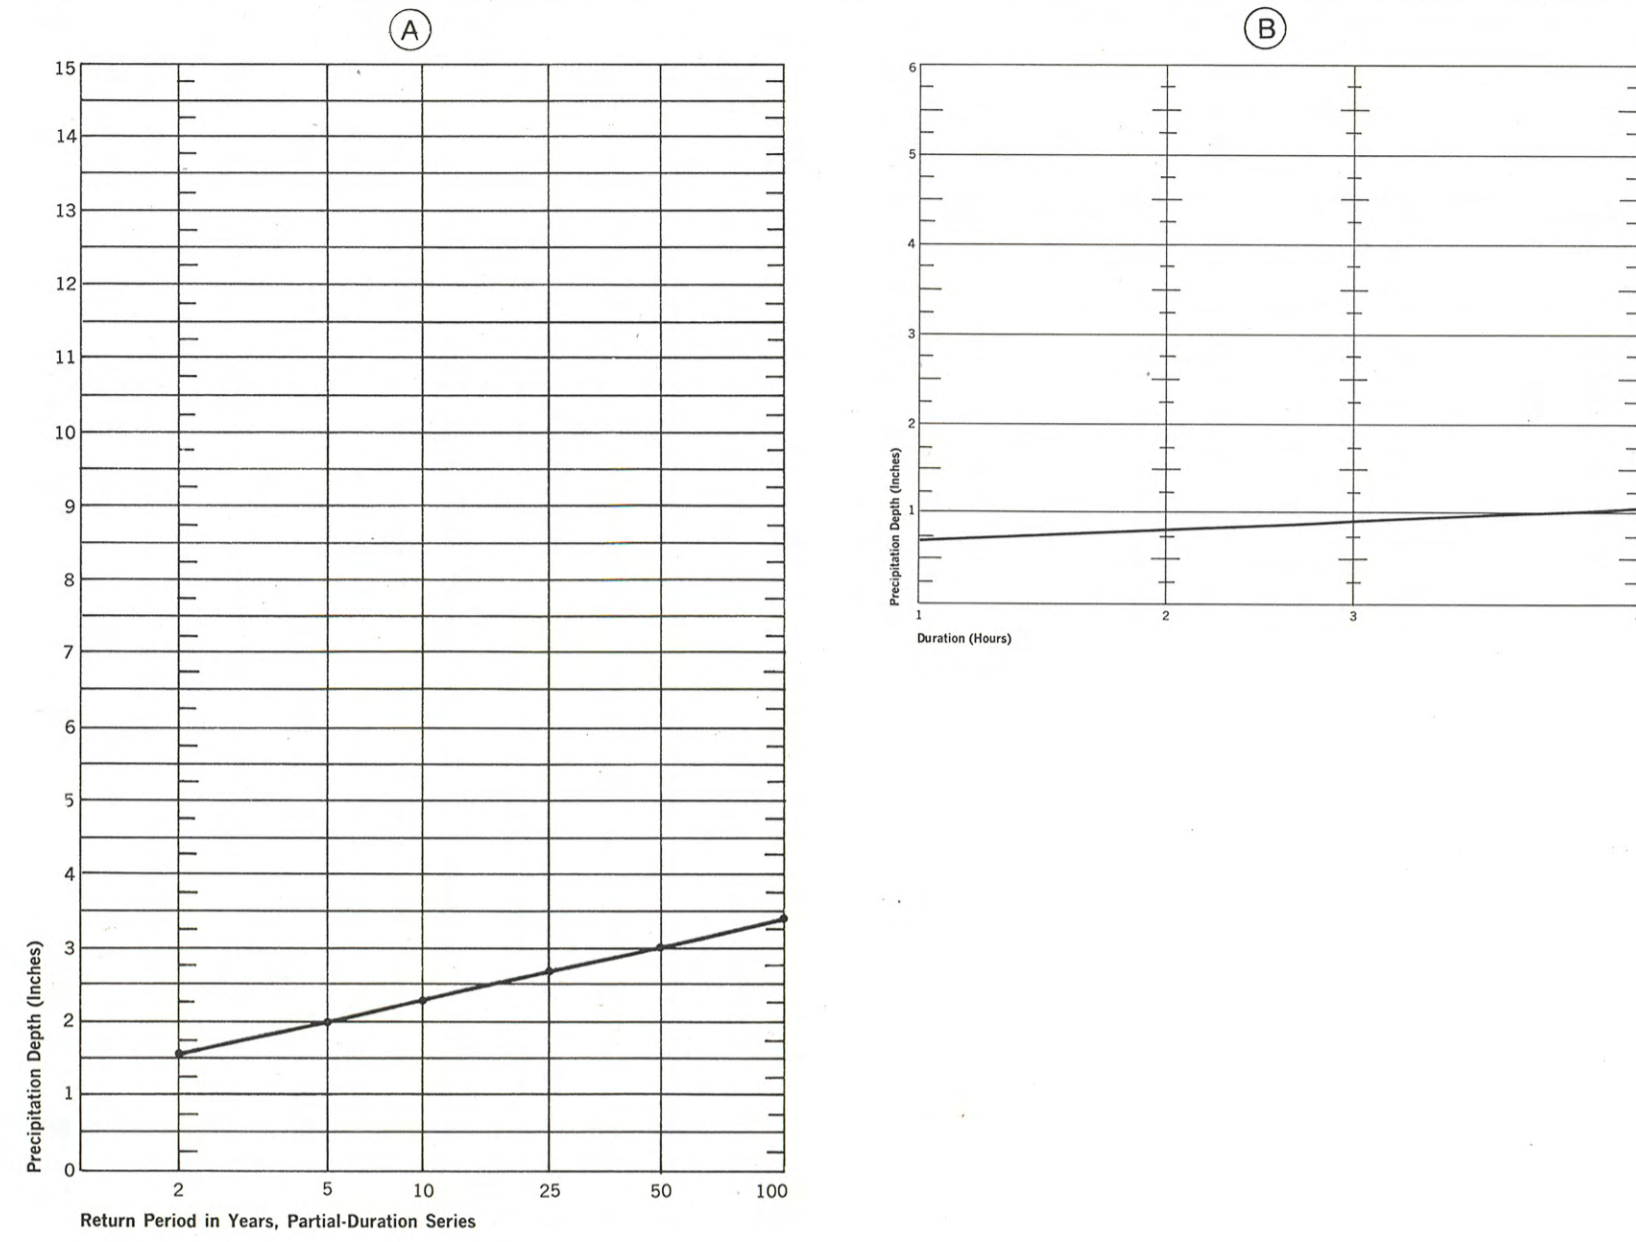 A
15
14
13
12
11
10
9
8
7
6
5
4
3
2
1
0
Precipitation Depth (Inches)
2 5 10 25 50 100
Return Period in Years, Partial-Duration Series
B
6
5
4
3
2
1
Precipitation Depth (Inches)
1 2 3
Duration (Hours)